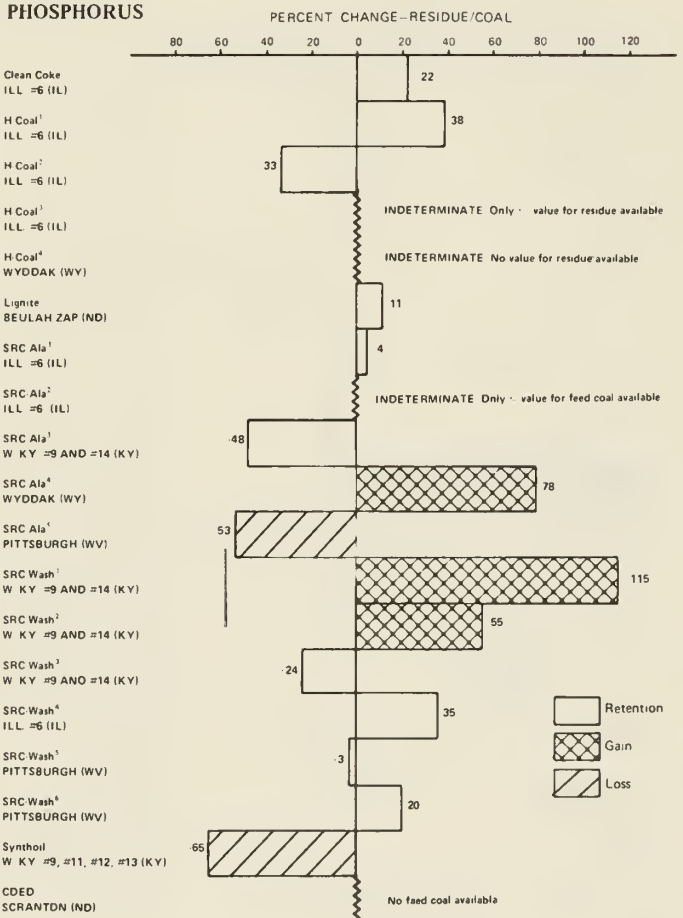 PHOSPHORUS
PERCENT CHANGE–RESIDUE/COAL
80 60 40 20 0 20 40 60 80 100 120
Clean Coke
ILL =6 (IL)
22
H Coal¹
ILL =6 (IL)
38
H Coal²
ILL =6 (IL)
33
H Coal³
ILL. =6 (IL)
INDETERMINATE Only · value for residue available
H-Coal⁴
WYDDAK (WY)
INDETERMINATE No value for residue available
Lignite
BEULAH ZAP (ND)
11
SRC Ala¹
ILL =6 (IL)
4
SRC-Ala²
ILL =6 (IL)
INDETERMINATE Only · value for feed coal available
SRC Ala³
W KY =9 AND =14 (KY)
·48
SRC Ala⁴
WYDDAK (WY)
78
SRC Ala⁵
PITTSBURGH (WV)
53
SRC Wash¹
W KY #9 AND #14 (KY)
115
SRC Wash²
W KY #9 AND #14 (KY)
55
SRC Wash³
W KY =9 AND =14 (KY)
·24
SRC-Wash⁴
ILL. =6 (IL)
35
SRC-Wash⁵
PITTSBURGH (WV)
·3
SRC-Wash⁶
PITTSBURGH (WV)
20
Synthoil
W KY =9, =11, =12, =13 (KY)
·65
CDED
SCRANTDN (ND)
No feed coal available
Retention
Gain
Loss